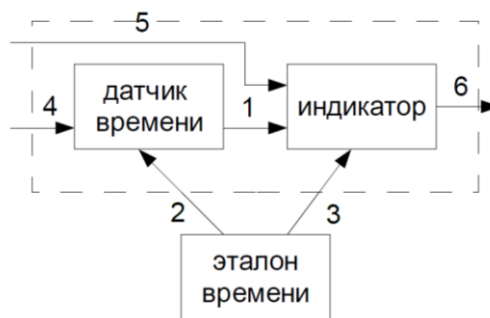 5
4
датчик
времени
1
индикатор
6
2
3
эталон
времени